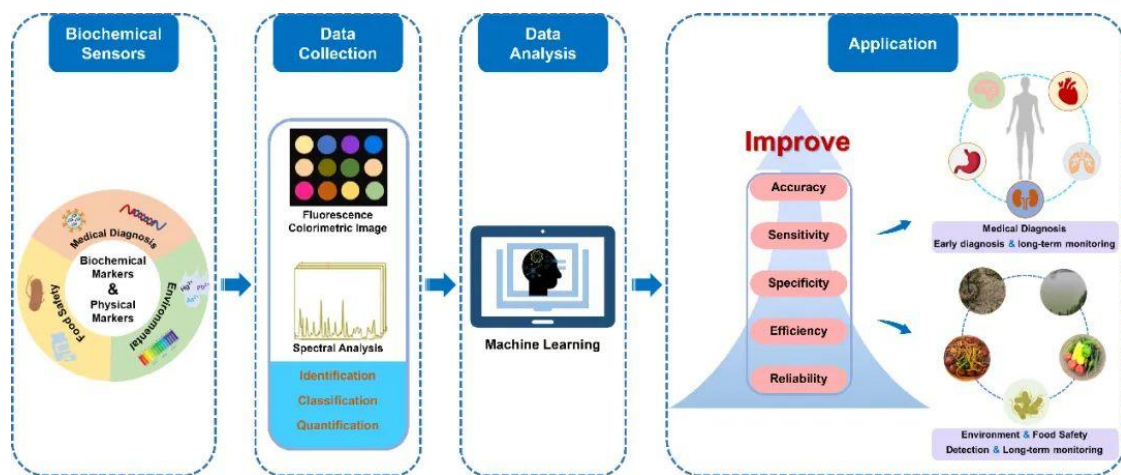 Biochemical
Sensors
Medical Diagnosis
Biochemical
Markers
&
Physical
Markers
Food Safety
Environmental
Data
Collection
Fluorescence
Colorimetric Image
Spectral Analysis
Identification
Classification
Quantification
Data
Analysis
Machine Learning
Application
Improve
Accuracy
Sensitivity
Specificity
Efficiency
Reliability
Medical Diagnosis
Early diagnosis & long-term monitoring
Environment & Food Safety
Detection & Long-term monitoring